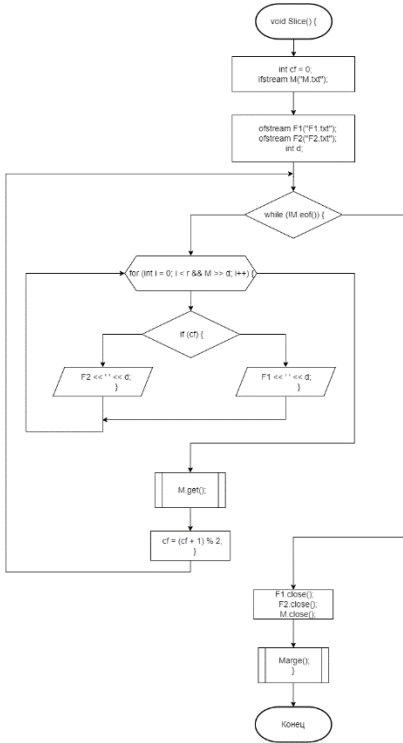 void Slice() {
int cf = 0;
ifstream M("M.txt");
ofstream F1("F1.txt");
ofstream F2("F2.txt");
int d;
while (!M.eof()) {
for (int i = 0; i < r && M >> d; i++) {
if (cf) {
F2 << ' ' << d;
}
F1 << ' ' << d;
}
M.get();
cf = (cf + 1) % 2;
}
F1.close();
F2.close();
M.close();
Marge();
}
Конец